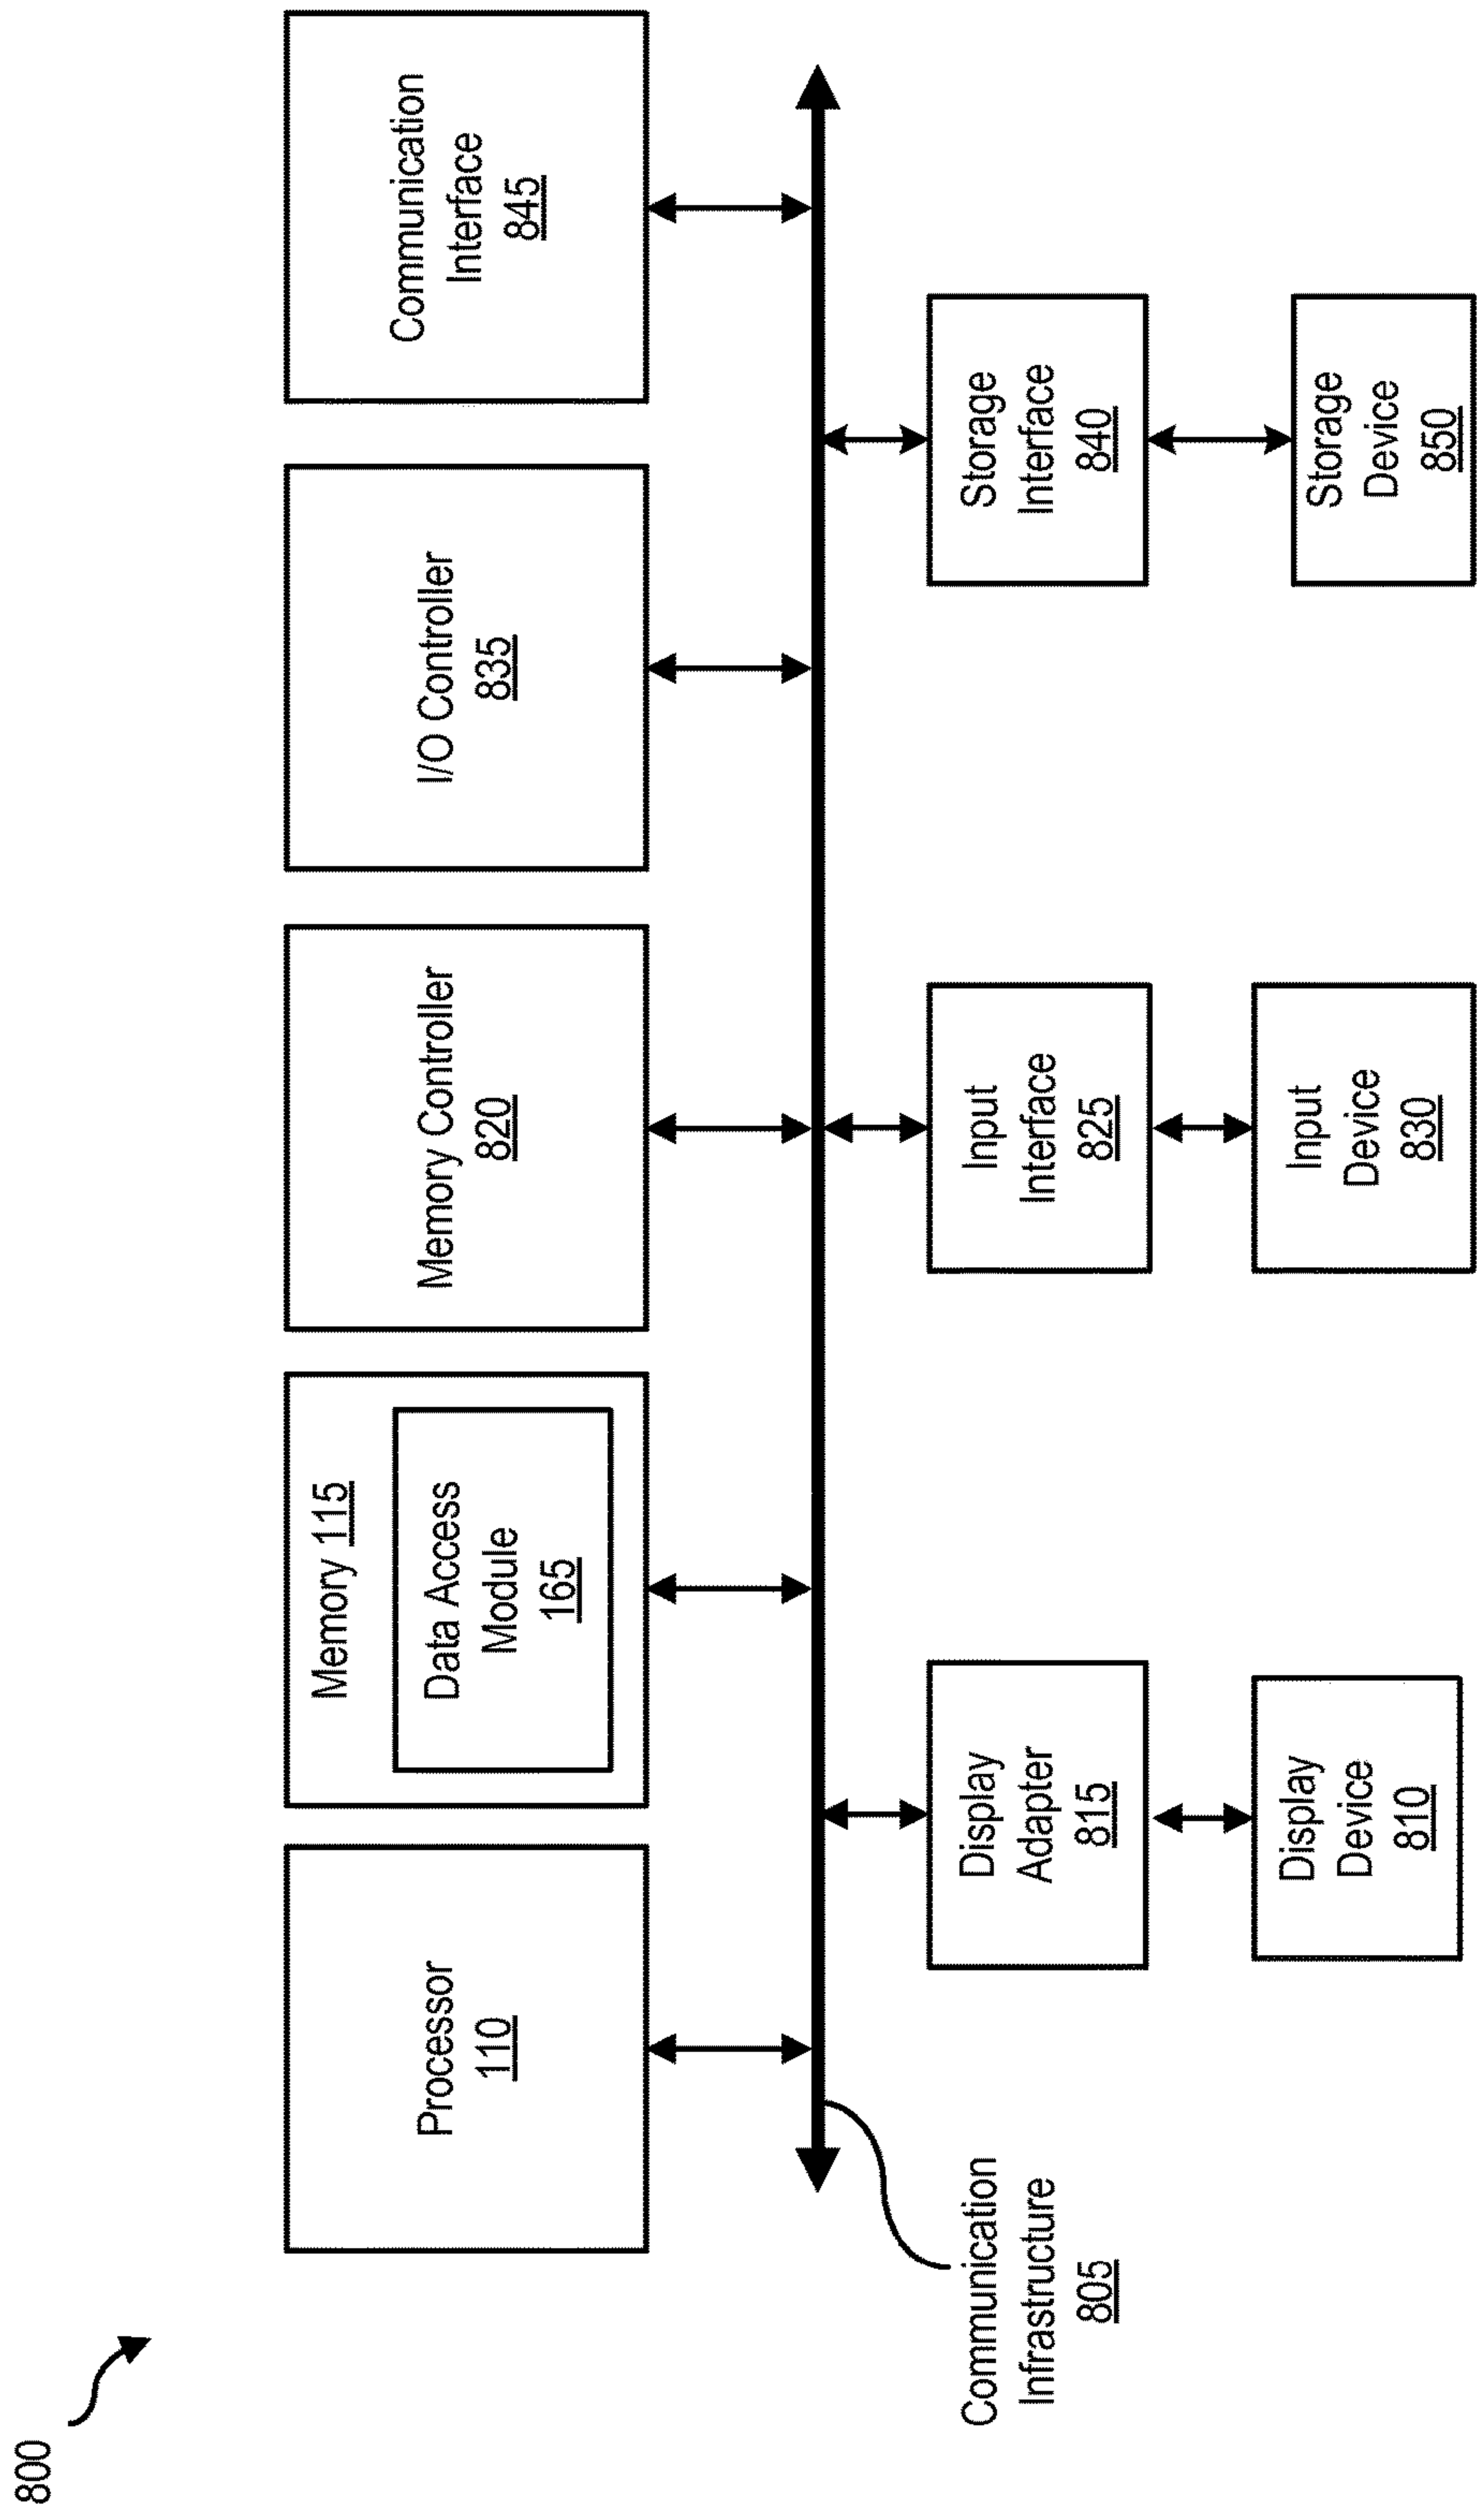 800
Processor
110
Memory 115
Data Access
Module
165
Memory Controller
820
I/O Controller
835
Communication
Interface
845
Communication
Infrastructure
805
Display
Adapter
815
Input
Interface
825
Storage
Interface
840
Display
Device
810
Input
Device
830
Storage
Device
850